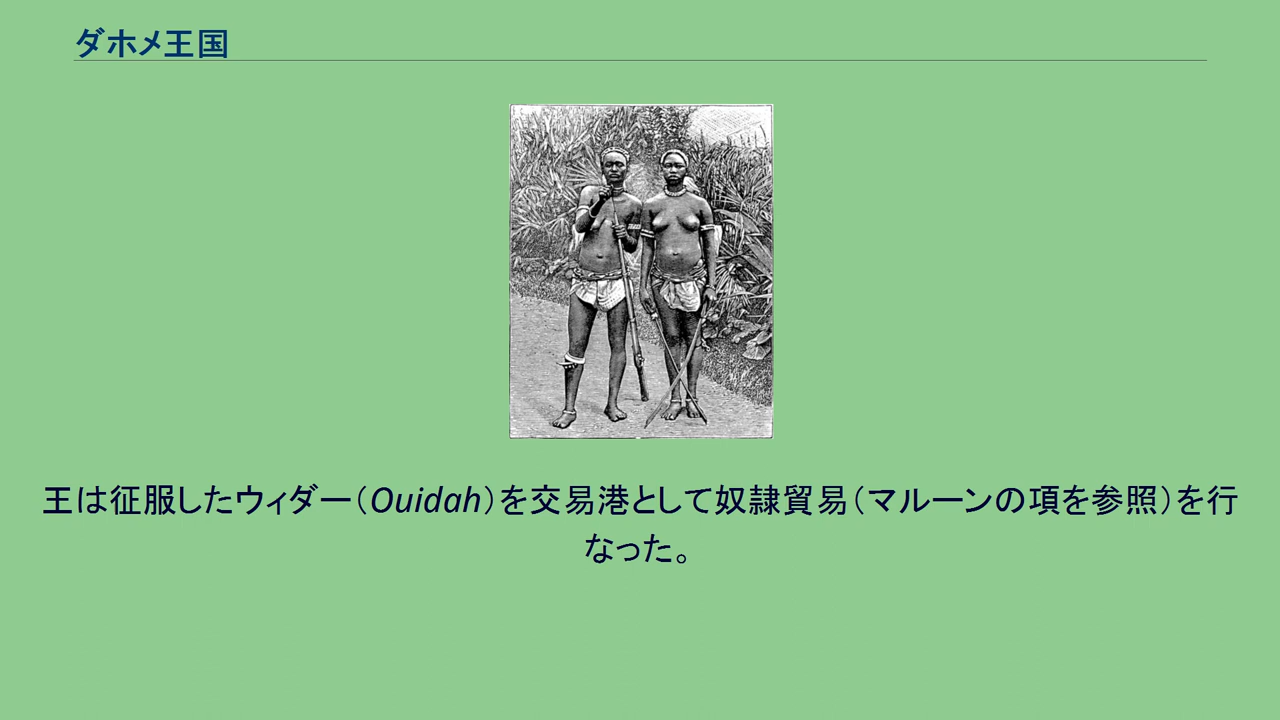 ダホメ王国
王は征服したウィダー（Ouidah）を交易港として奴隷貿易（マルーンの項を参照）を行
なった。